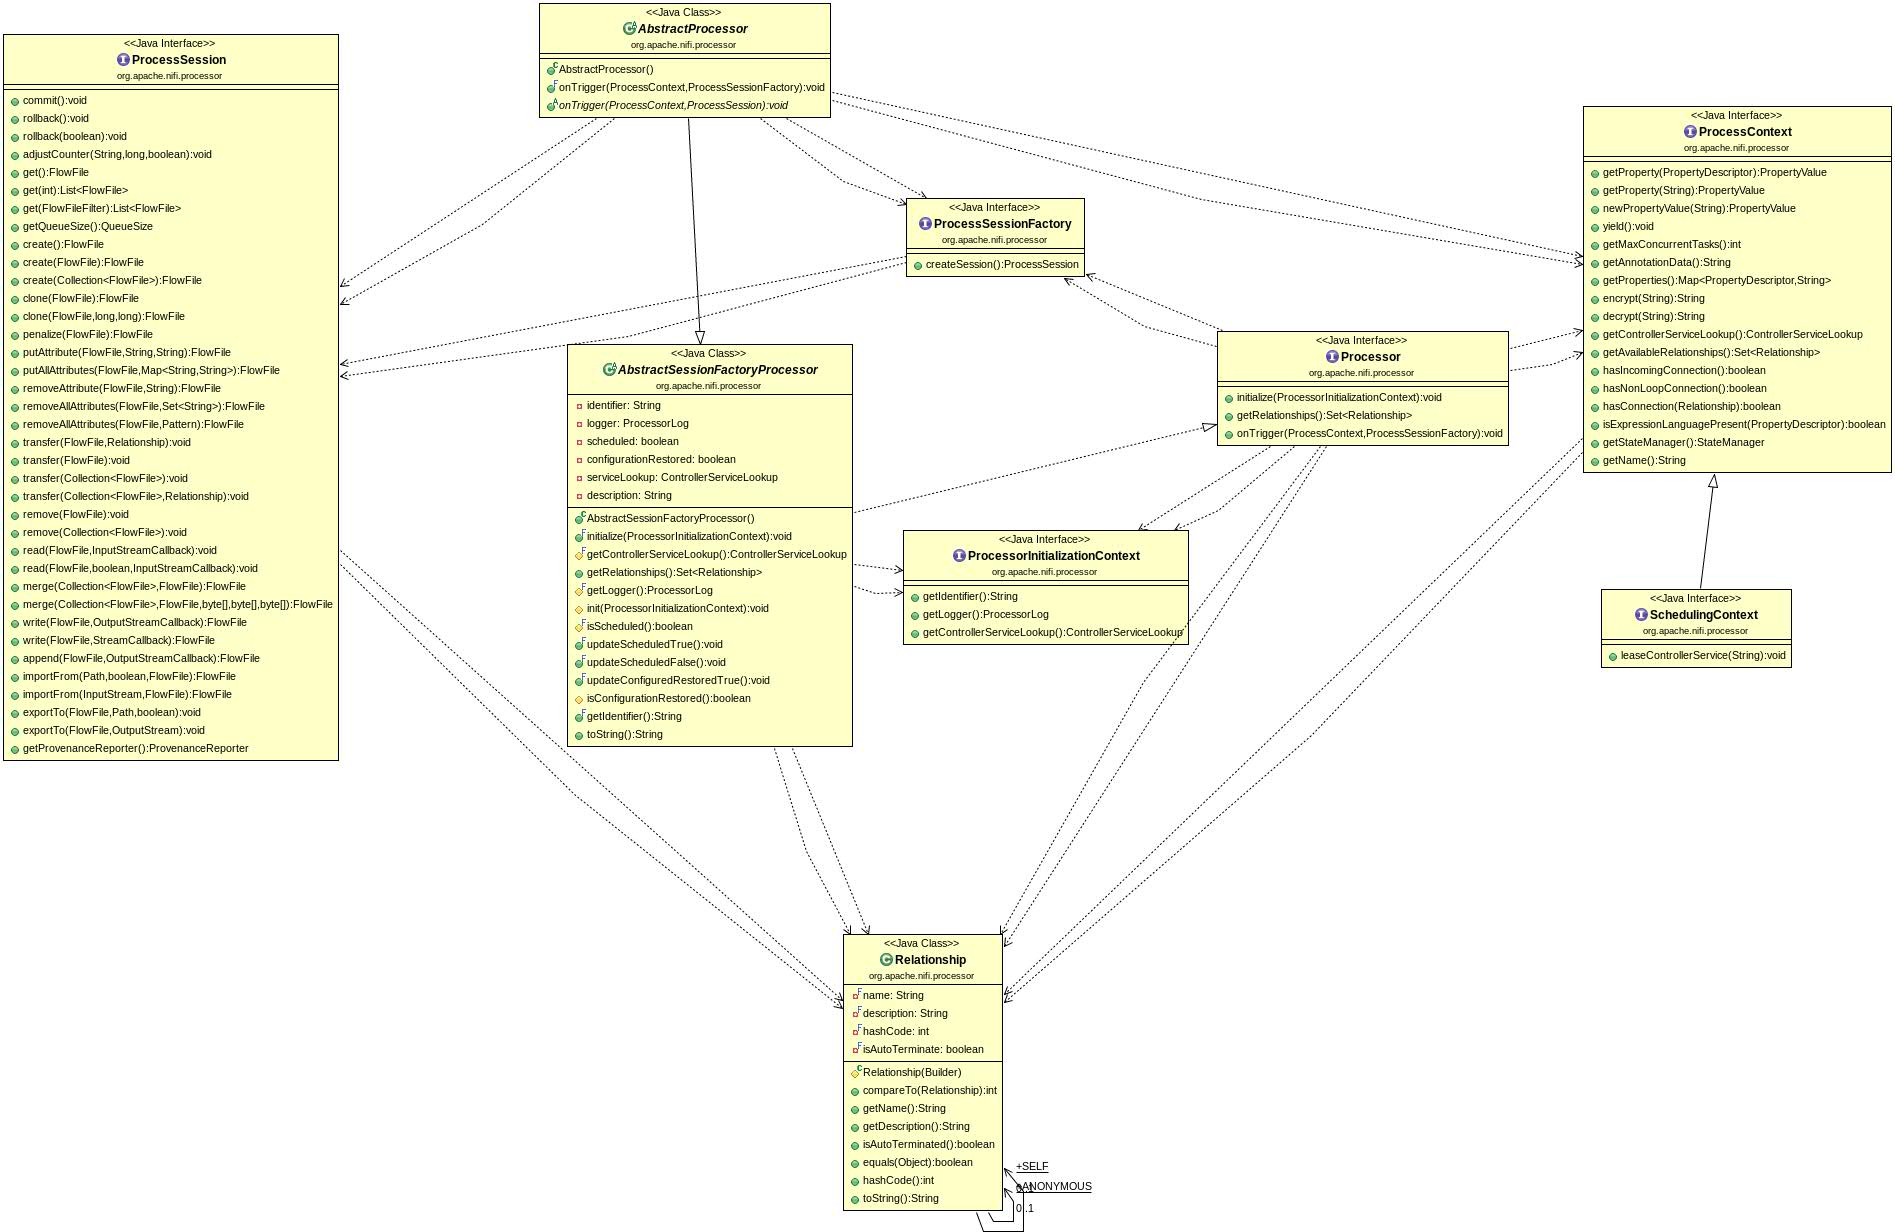 <<Java Interface>>
ProcessSession
org.apache.nifi.processor
commit():void
rollback():void
rollback(boolean):void
adjustCounter(String,long,boolean):void
get():FlowFile
get(int):List<FlowFile>
get(FlowFileFilter):List<FlowFile>
getQueueSize():QueueSize
create():FlowFile
create(FlowFile):FlowFile
create(Collection<FlowFile>):FlowFile
clone(FlowFile):FlowFile
clone(FlowFile,long,long):FlowFile
penalize(FlowFile):FlowFile
putAttribute(FlowFile,String,String):FlowFile
putAllAttributes(FlowFile,Map<String,String>):FlowFile
removeAttribute(FlowFile,String):FlowFile
removeAllAttributes(FlowFile,Set<String>):FlowFile
removeAllAttributes(FlowFile,Pattern):FlowFile
transfer(FlowFile,Relationship):void
transfer(FlowFile):void
transfer(Collection<FlowFile>):void
transfer(Collection<FlowFile>,Relationship):void
remove(FlowFile):void
remove(Collection<FlowFile>):void
read(FlowFile,InputStreamCallback):void
read(FlowFile,boolean,InputStreamCallback):void
merge(Collection<FlowFile>,FlowFile):FlowFile
merge(Collection<FlowFile>,FlowFile,byte[],byte[],byte[]):FlowFile
write(FlowFile,OutputStreamCallback):FlowFile
write(FlowFile,StreamCallback):FlowFile
append(FlowFile,OutputStreamCallback):FlowFile
importFrom(Path,boolean,FlowFile):FlowFile
importFrom(InputStream,FlowFile):FlowFile
exportTo(FlowFile,Path,boolean):void
exportTo(FlowFile,OutputStream):void
getProvenanceReporter():ProvenanceReporter
<<Java Class>>
AbstractProcessor
org.apache.nifi.processor
AbstractProcessor()
onTrigger(ProcessContext,ProcessSessionFactory):void
onTrigger(ProcessContext,ProcessSession):void
<<Java Interface>>
ProcessSessionFactory
org.apache.nifi.processor
createSession():ProcessSession
<<Java Interface>>
ProcessContext
org.apache.nifi.processor
getProperty(PropertyDescriptor):PropertyValue
getProperty(String):PropertyValue
newPropertyValue(String):PropertyValue
yield():void
getMaxConcurrentTasks():int
getAnnotationData():String
getProperties():Map<PropertyDescriptor,String>
encrypt(String):String
decrypt(String):String
getControllerServiceLookup():ControllerServiceLookup
getAvailableRelationships():Set<Relationship>
hasIncomingConnection():boolean
hasNonLoopConnection():boolean
hasConnection(Relationship):boolean
isExpressionLanguagePresent(PropertyDescriptor):boolean
getStateManager():StateManager
getName():String
<<Java Interface>>
Processor
org.apache.nifi.processor
initialize(ProcessorInitializationContext):void
getRelationships():Set<Relationship>
onTrigger(ProcessContext,ProcessSessionFactory):void
<<Java Class>>
AbstractSessionFactoryProcessor
org.apache.nifi.processor
identifier: String
logger: ProcessorLog
scheduled: boolean
configurationRestored: boolean
serviceLookup: ControllerServiceLookup
description: String
AbstractSessionFactoryProcessor()
initialize(ProcessorInitializationContext):void
getControllerServiceLookup():ControllerServiceLookup
getRelationships():Set<Relationship>
getLogger():ProcessorLog
init(ProcessorInitializationContext):void
isScheduled():boolean
updateScheduledTrue():void
updateScheduledFalse():void
updateConfiguredRestoredTrue():void
isConfigurationRestored():boolean
getIdentifier():String
toString():String
<<Java Interface>>
ProcessorInitializationContext
org.apache.nifi.processor
getIdentifier():String
getLogger():ProcessorLog
getControllerServiceLookup():ControllerServiceLookup
<<Java Interface>>
SchedulingContext
org.apache.nifi.processor
leaseControllerService(String):void
<<Java Class>>
Relationship
org.apache.nifi.processor
name: String
description: String
hashCode: int
isAutoTerminate: boolean
Relationship(Builder)
compareTo(Relationship):int
getName():String
getDescription():String
isAutoTerminated():boolean
equals(Object):boolean
hashCode():int
toString():String
+SELF
ANONYMOUS
0..1